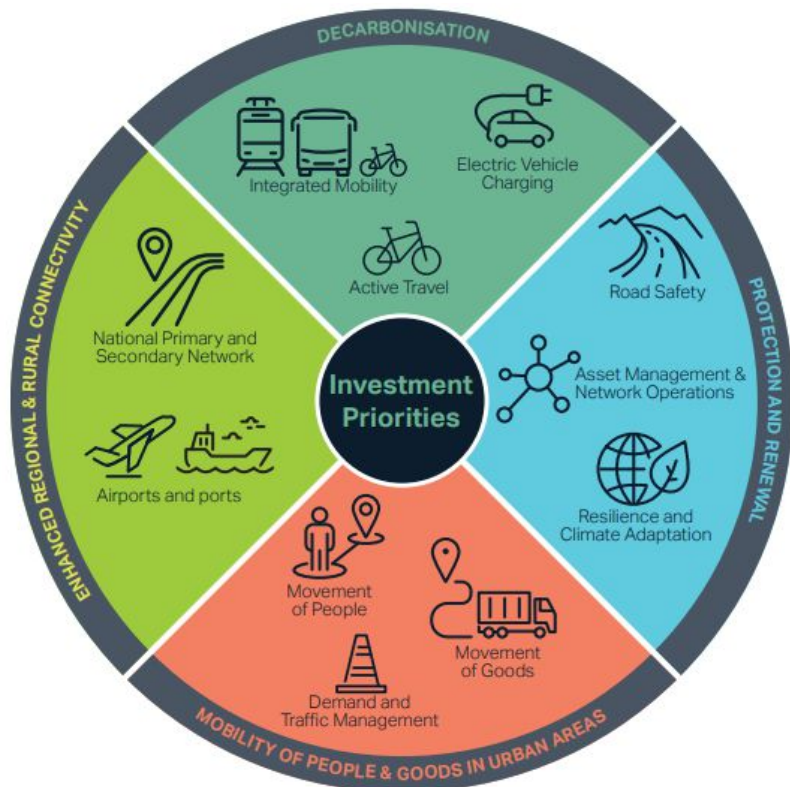 DECARBONISATION
Integrated Mobility
Electric Vehicle
Charging
Active Travel
PROTECTION AND RENEWAL
Road Safety
Asset Management &
Network Operations
Resilience and
Climate Adaptation
MOBILITY OF PEOPLE & GOODS IN URBAN AREAS
Movement
of People
Movement
of Goods
Demand and
Traffic Management
ENHANCED REGIONAL & RURAL CONNECTIVITY
National Primary and
Secondary Network
Airports and ports
Investment
Priorities